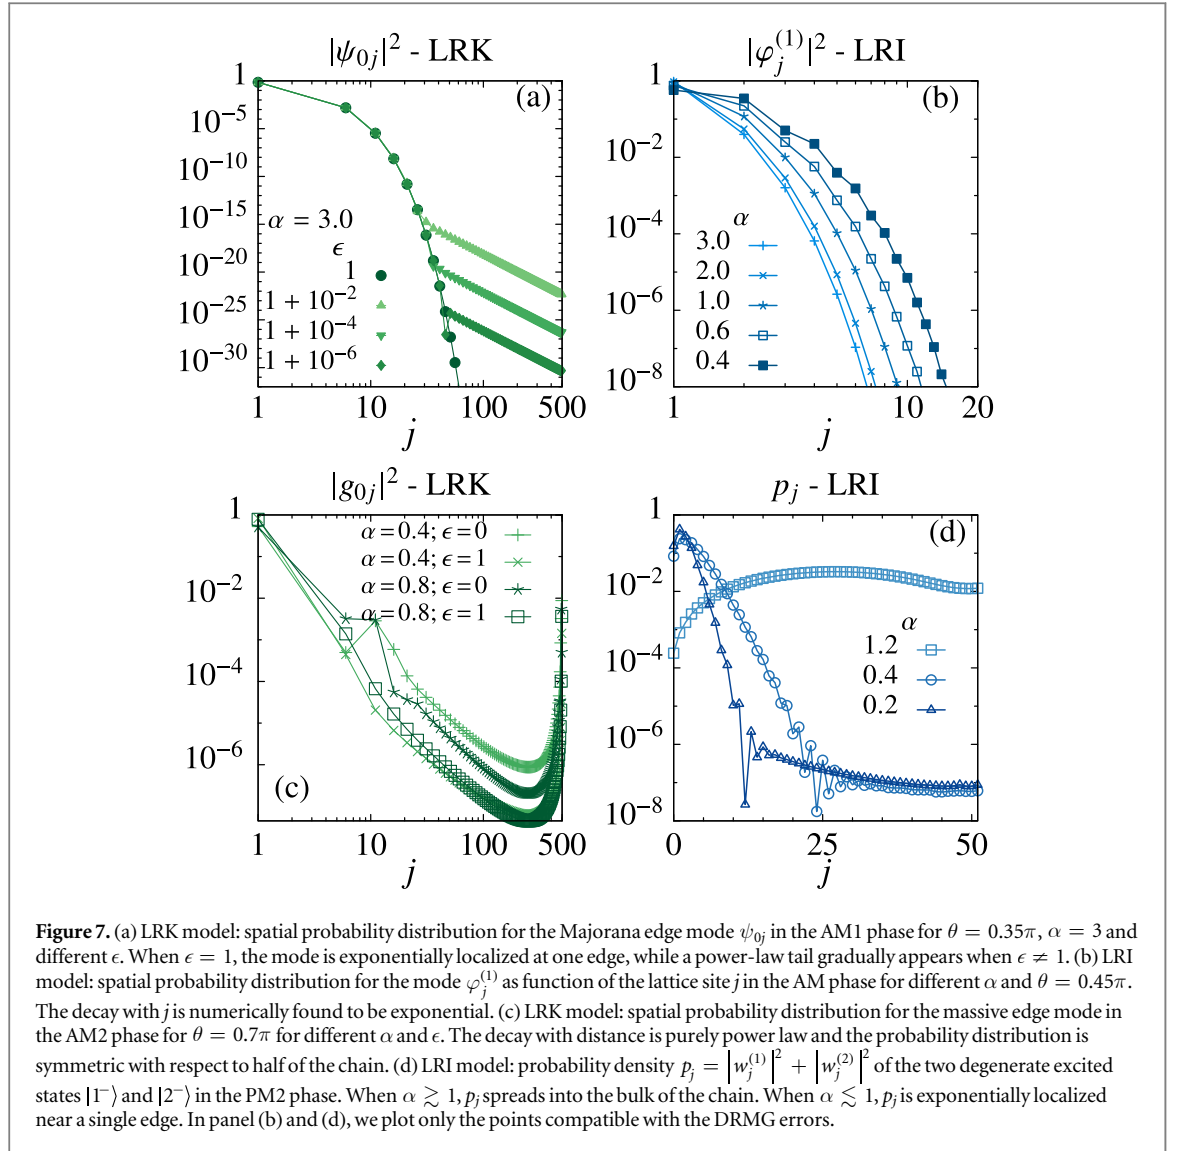 |ψ₀ⱼ|² - LRK
(a)
1
10⁻⁵
10⁻¹⁰
10⁻¹⁵
10⁻²⁰
10⁻²⁵
10⁻³⁰
α = 3.0
ϵ
1
1 + 10⁻²
1 + 10⁻⁴
1 + 10⁻⁶
1 10 100 500
j
|φⱼ⁽¹⁾|² - LRI
(b)
1
10⁻²
10⁻⁴
10⁻⁶
10⁻⁸
α
3.0
2.0
1.0
0.6
0.4
1 10 20
j
|g₀ⱼ|² - LRK
1
10⁻²
10⁻⁴
10⁻⁶
α=0.4; ϵ=0
α=0.4; ϵ=1
α=0.8; ϵ=0
α=0.8; ϵ=1
(c)
1 10 100 500
j
pⱼ - LRI
(d)
1
10⁻²
10⁻⁴
10⁻⁶
10⁻⁸
α
1.2
0.4
0.2
0 25 50
j
Figure 7. (a) LRK model: spatial probability distribution for the Majorana edge mode ψ₀ⱼ in the AM1 phase for θ = 0.35π, α = 3 and
different ϵ. When ϵ = 1, the mode is exponentially localized at one edge, while a power-law tail gradually appears when ϵ ≠ 1. (b) LRI
model: spatial probability distribution for the mode φⱼ⁽¹⁾ as function of the lattice site j in the AM phase for different α and θ = 0.45π.
The decay with j is numerically found to be exponential. (c) LRK model: spatial probability distribution for the massive edge mode in
the AM2 phase for θ = 0.7π for different α and ϵ. The decay with distance is purely power law and the probability distribution is
symmetric with respect to half of the chain. (d) LRI model: probability density pⱼ = |wⱼ⁽¹⁾|² + |wⱼ⁽²⁾|² of the two degenerate excited
states |1⁻⟩ and |2⁻⟩ in the PM2 phase. When α ≳ 1, pⱼ spreads into the bulk of the chain. When α ≲ 1, pⱼ is exponentially localized
near a single edge. In panel (b) and (d), we plot only the points compatible with the DRMG errors.